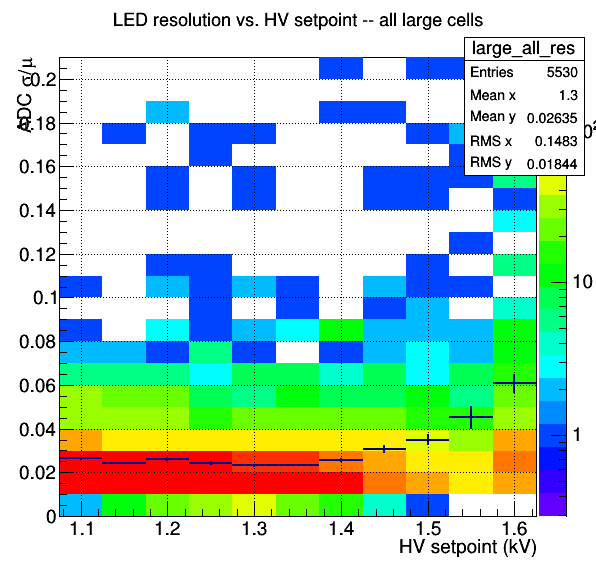 LED resolution vs. HV setpoint -- all large cells
large_all_res
Entries 5530
Mean x 1.3
Mean y 0.02635
RMS x 0.1483
RMS y 0.01844
ADC σ/μ
0.2
0.18
0.16
0.14
0.12
0.1
0.08
0.06
0.04
0.02
0
10
1
1.1 1.2 1.3 1.4 1.5 1.6
HV setpoint (kV)